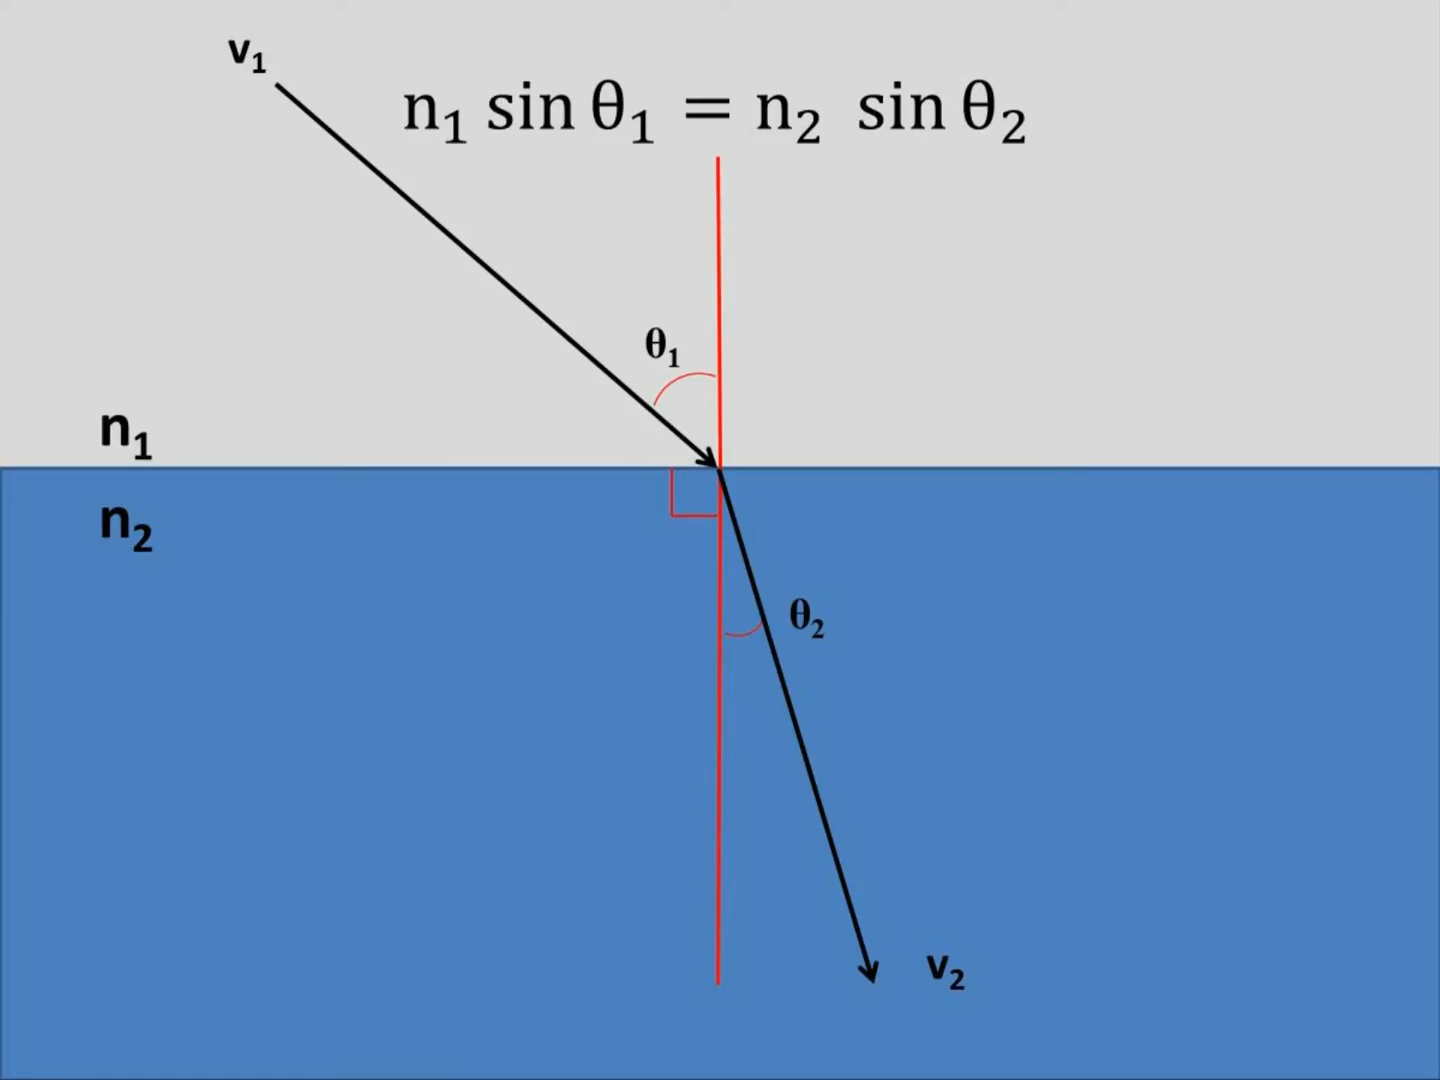 v₁
n₁ sin θ₁ = n₂ sin θ₂
θ₁
n₁
n₂
θ₂
v₂